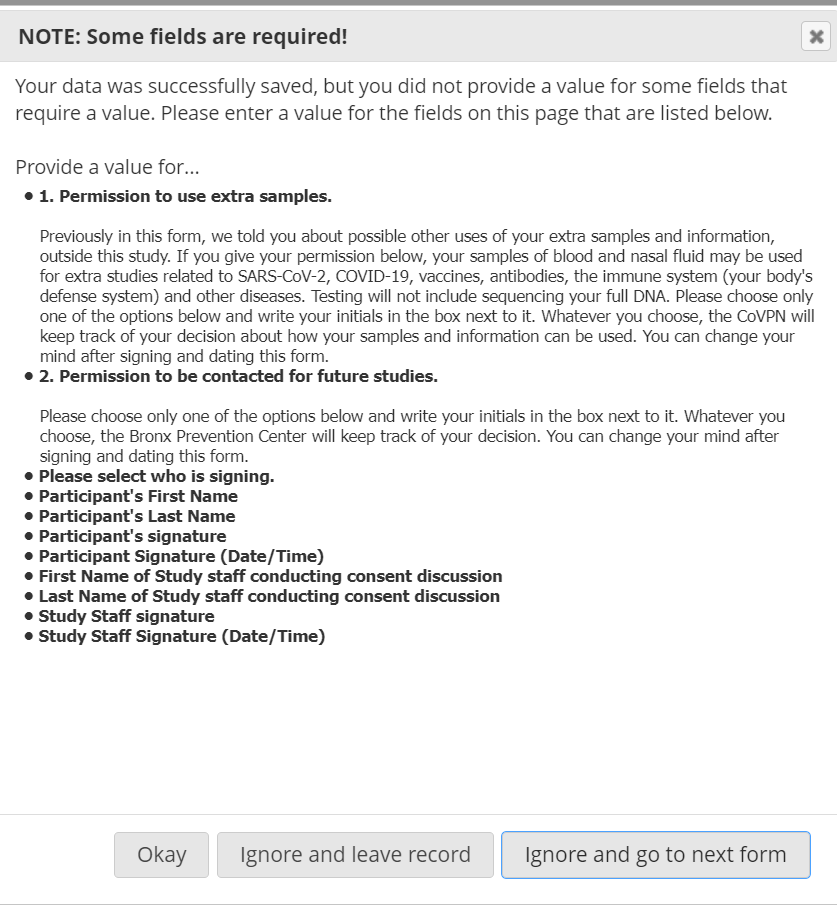 NOTE: Some fields are required!
Your data was successfully saved, but you did not provide a value for some fields that
require a value. Please enter a value for the fields on this page that are listed below.
Provide a value for...
• 1. Permission to use extra samples.
Previously in this form, we told you about possible other uses of your extra samples and information,
outside this study. If you give your permission below, your samples of blood and nasal fluid may be used
for extra studies related to SARS-CoV-2, COVID-19, vaccines, antibodies, the immune system (your body's
defense system) and other diseases. Testing will not include sequencing your full DNA. Please choose only
one of the options below and write your initials in the box next to it. Whatever you choose, the CoVPN will
keep track of your decision about how your samples and information can be used. You can change your
mind after signing and dating this form.
• 2. Permission to be contacted for future studies.
Please choose only one of the options below and write your initials in the box next to it. Whatever you
choose, the Bronx Prevention Center will keep track of your decision. You can change your mind after
signing and dating this form.
• Please select who is signing.
• Participant's First Name
• Participant's Last Name
• Participant's signature
• Participant Signature (Date/Time)
• First Name of Study staff conducting consent discussion
• Last Name of Study staff conducting consent discussion
• Study Staff signature
• Study Staff Signature (Date/Time)
Okay
Ignore and leave record
Ignore and go to next form